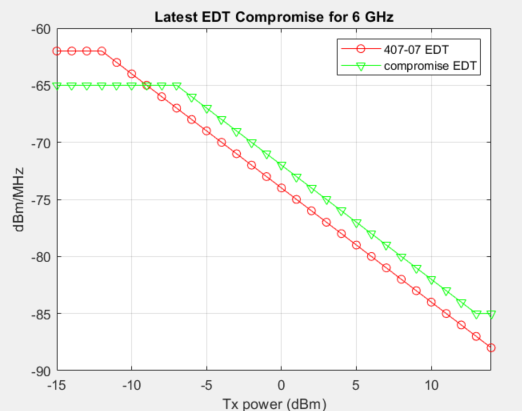 Latest EDT Compromise for 6 GHz
407-07 EDT
compromise EDT
-60
-65
-70
-75
-80
-85
-90
dBm/MHz
-15
-10
-5
0
5
10
Tx power (dBm)